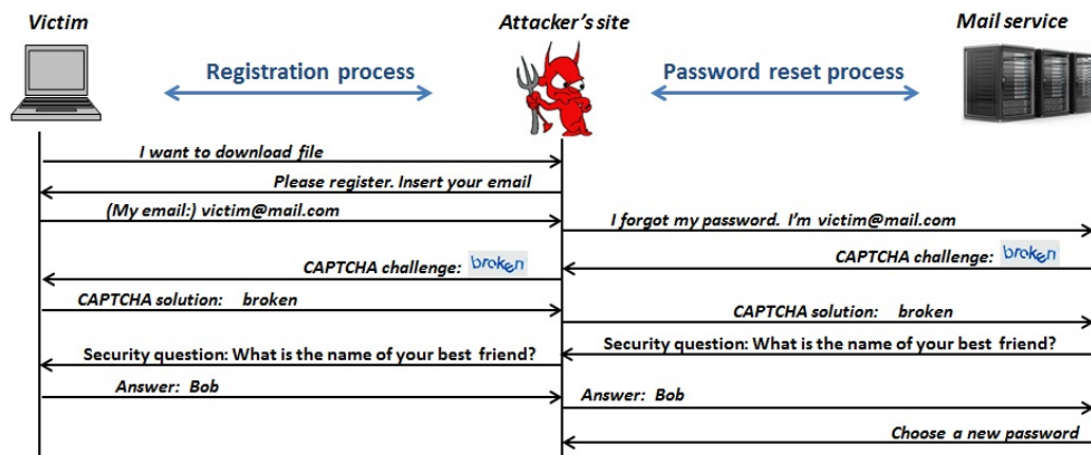 Victim
Attacker's site
Mail service
Registration process
Password reset process
I want to download file
Please register. Insert your email
(My email:) victim@mail.com
I forgot my password. I'm victim@mail.com
CAPTCHA challenge: broken
CAPTCHA challenge: broken
CAPTCHA solution: broken
CAPTCHA solution: broken
Security question: What is the name of your best friend?
Security question: What is the name of your best friend?
Answer: Bob
Answer: Bob
Choose a new password